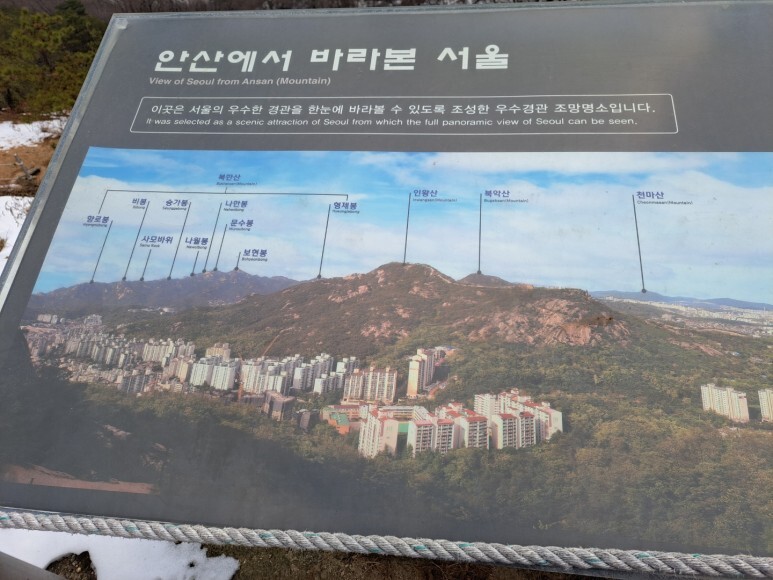 안산에서 바라본 서울
View of Seoul from Ansan (Mountain)
이곳은 서울의 우수한 경관을 한눈에 바라볼 수 있도록 조성한 우수경관 조망명소입니다.
It was selected as a scenic attraction of Seoul from which the full panoramic view of Seoul can be seen.
북한산
비봉
승가봉
나한봉
형제봉
인왕산
북악산
천마산
향로봉
문수봉
사모바위
나월봉
보현봉